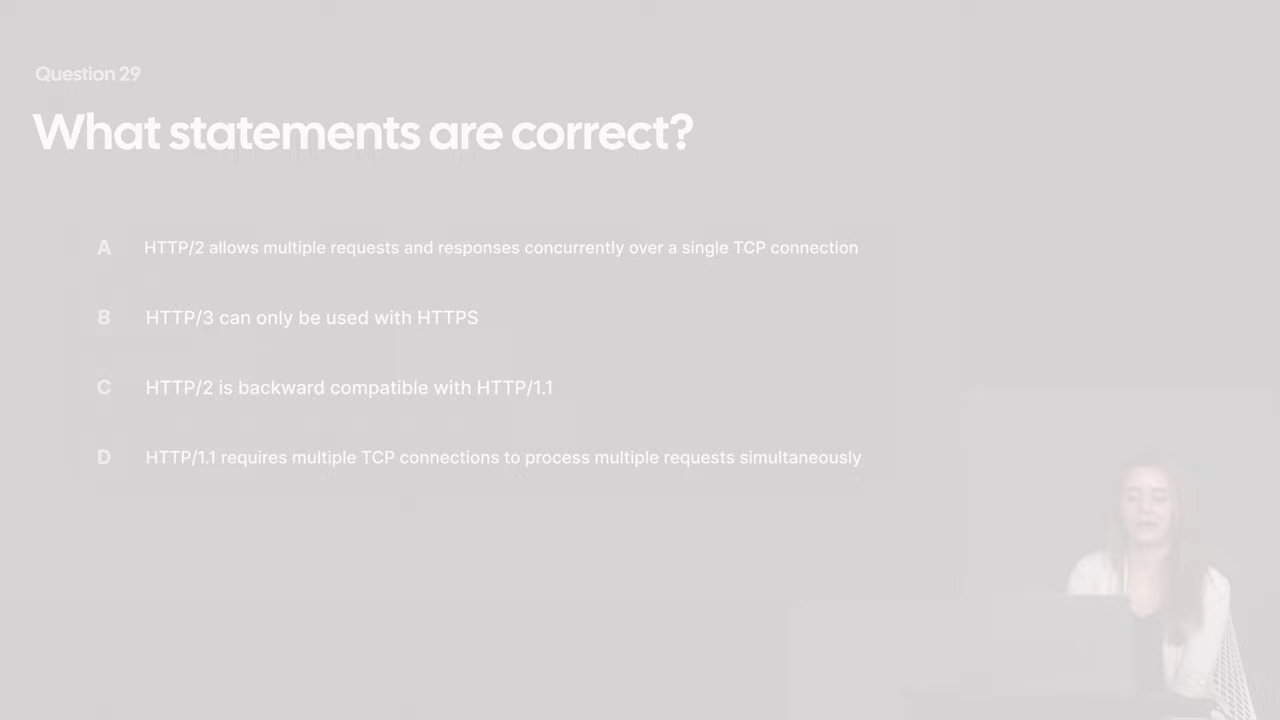 Question 29
What statements are correct?
A HTTP/2 allows multiple requests and responses concurrently over a single TCP connection
B HTTP/3 can only be used with HTTPS
C HTTP/2 is backward compatible with HTTP/1.1
D HTTP/1.1 requires multiple TCP connections to process multiple requests simultaneously